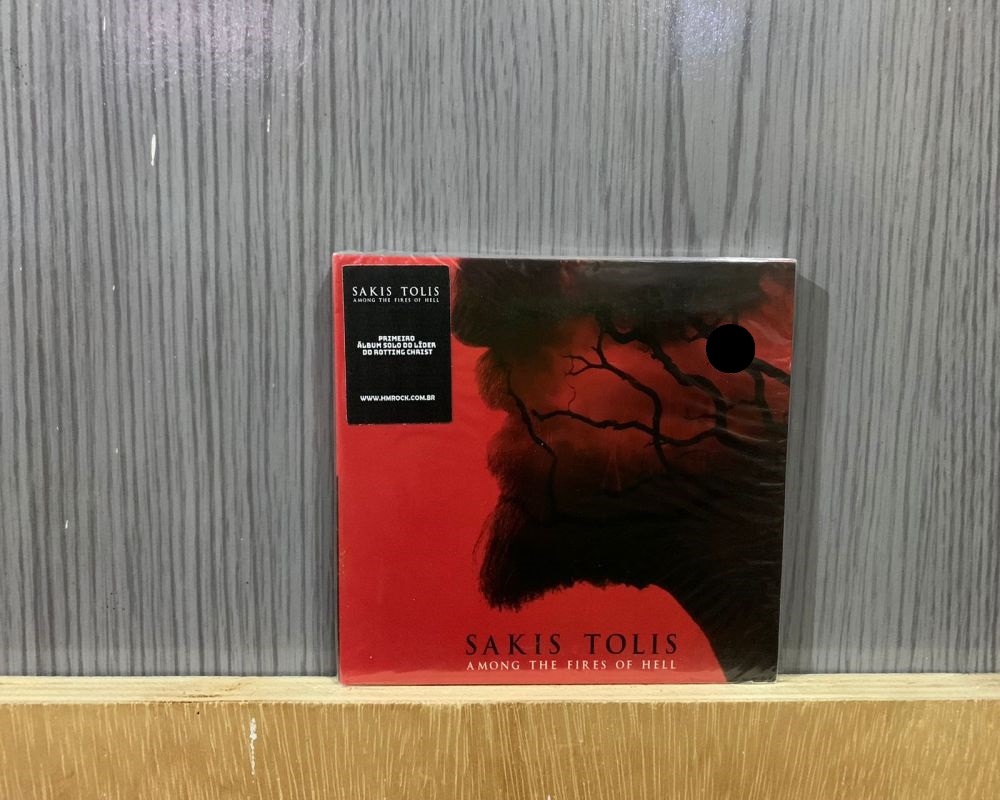 SAKIS TOLIS
AMONG THE FIRES OF HELL
PRIMEIRO
ÁLBUM SOLO DO LÍDER
DO ROTTING CHRIST
WWW.HMROCK.COM.BR
SAKIS TOLIS
AMONG THE FIRES OF HELL